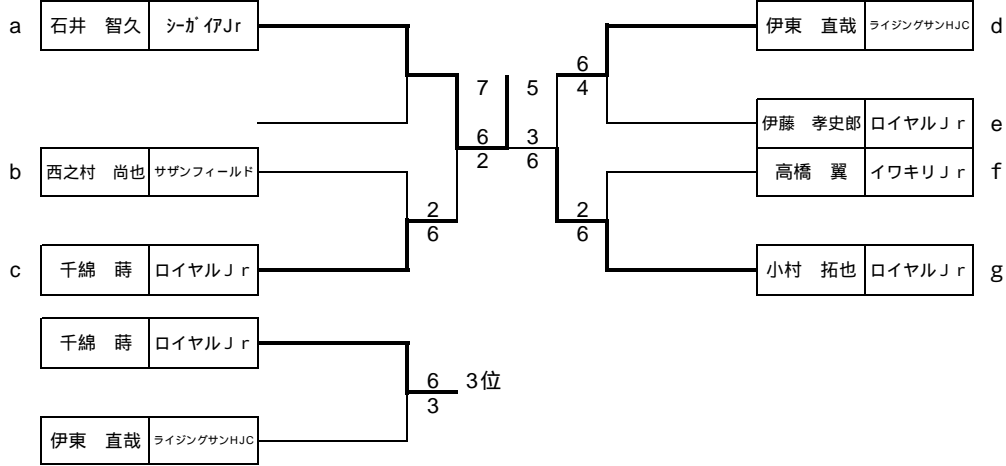 a 石井 智久 シーガイアJr
伊東 直哉 ライジングサンHJC d
6
7 5 4
伊藤 孝史郎 ロイヤルJr e
6 3
2 6
b 西之村 尚也 サザンフィールド
高橋 翼 イワキリJr f
2 2
6 6
c 千綿 蒔 ロイヤルJr
小村 拓也 ロイヤルJr g
千綿 蒔 ロイヤルJr
6 3位
3
伊東 直哉 ライジングサンHJC